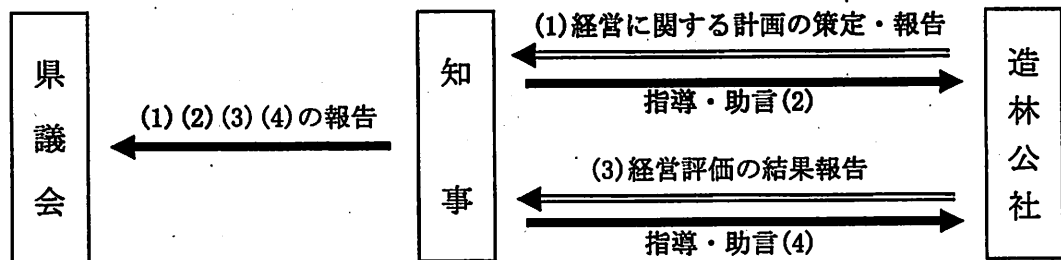 県議会
(1)(2)(3)(4)の報告
知事
(1)経営に関する計画の策定・報告
指導・助言(2)
(3)経営評価の結果報告
指導・助言(4)
造林公社